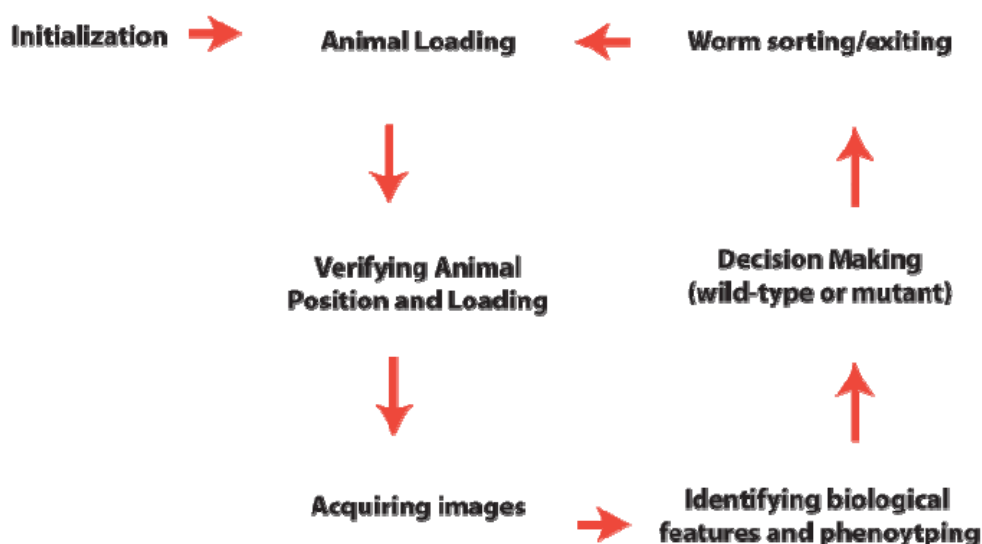 Initialization
Animal Loading
Worm sorting/exiting
Verifying Animal
Position and Loading
Decision Making
(wild-type or mutant)
Acquiring images
Identifying biological
features and phenoytping